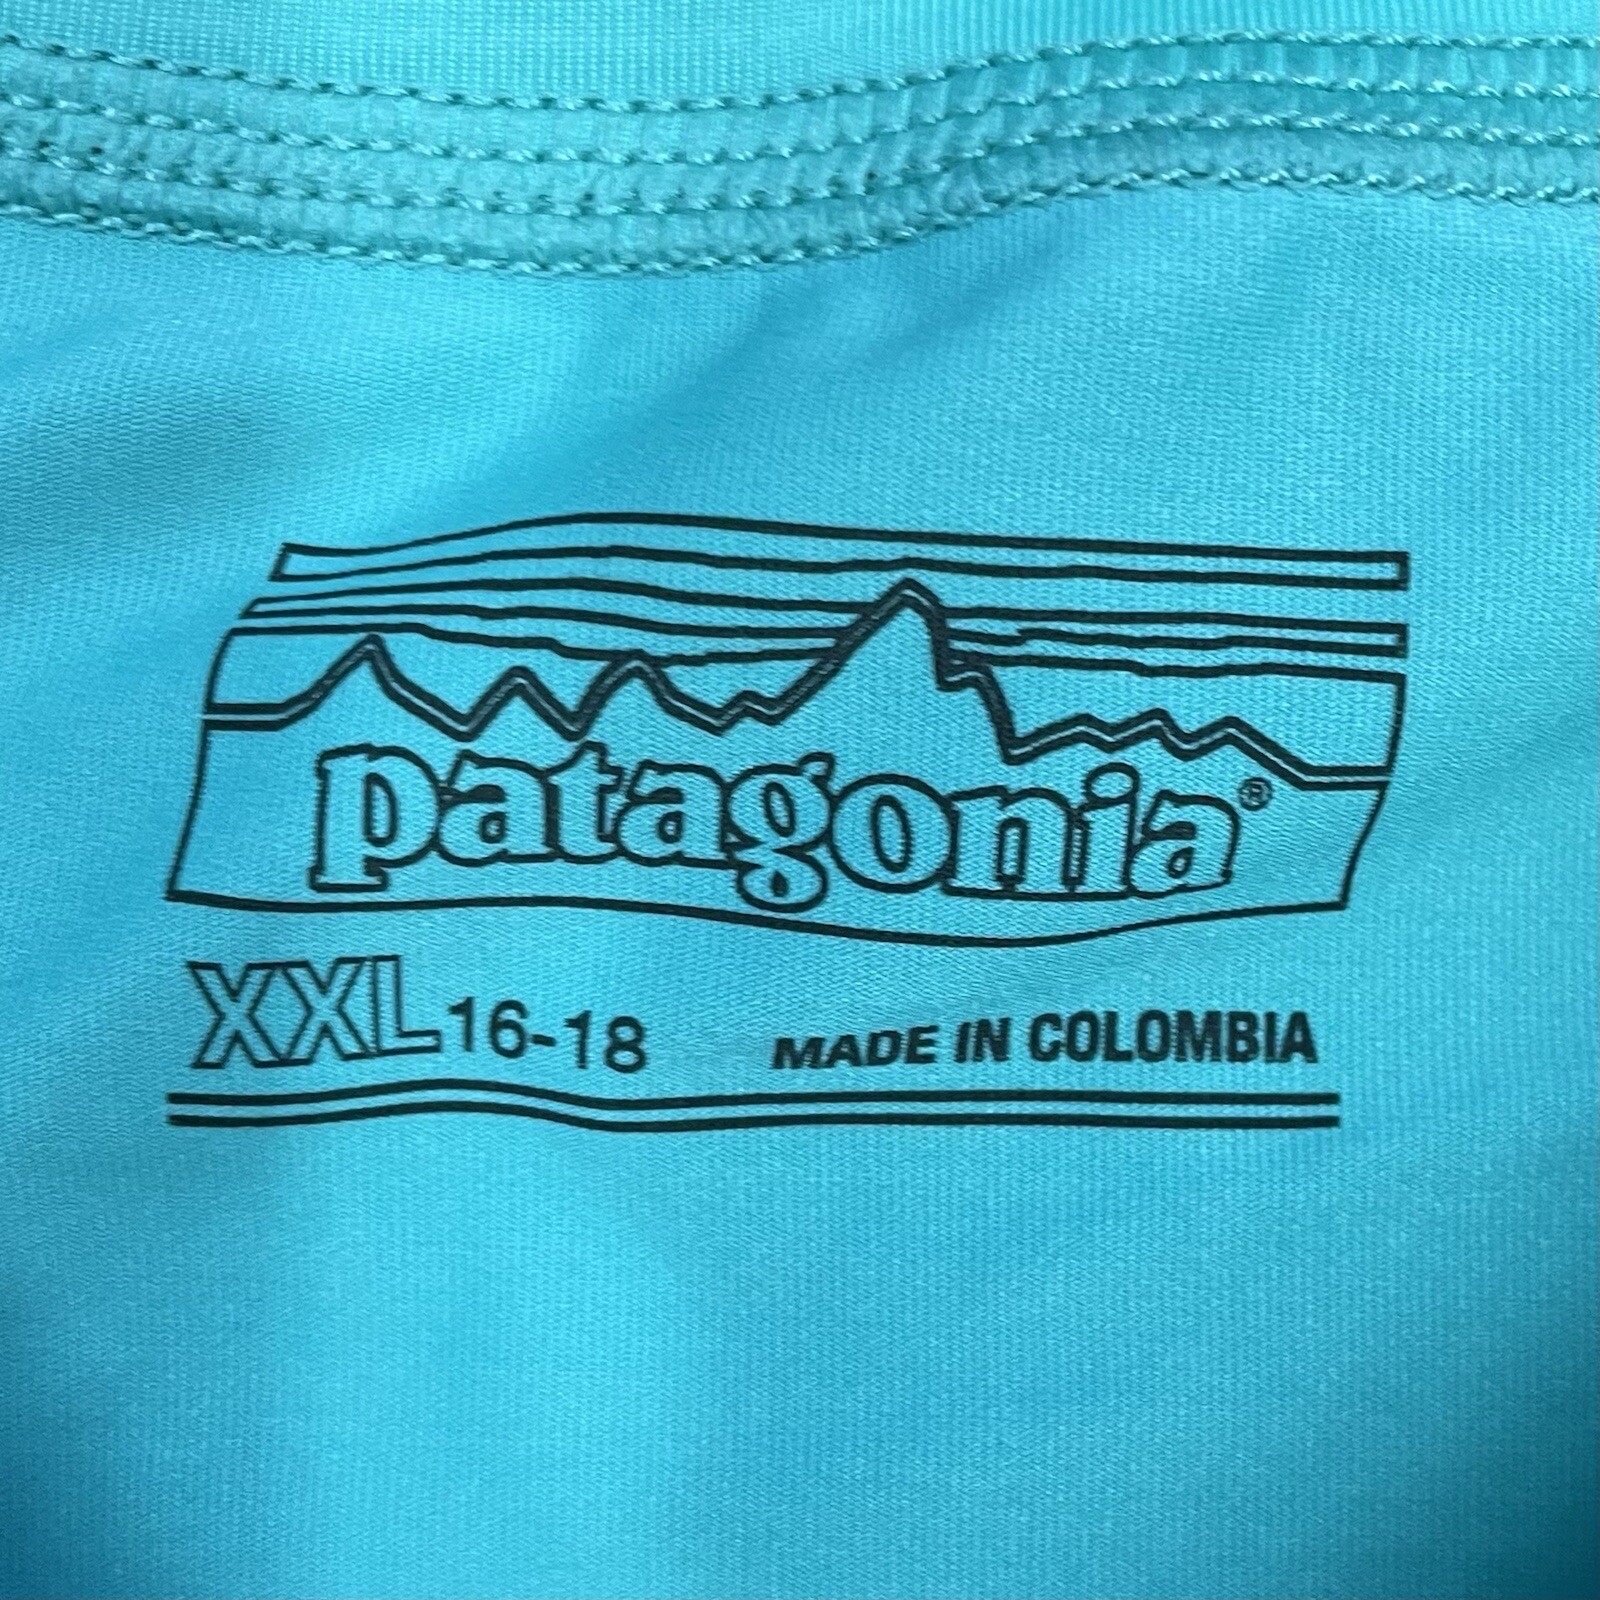 patagonia®
XXL 16-18 MADE IN COLOMBIA